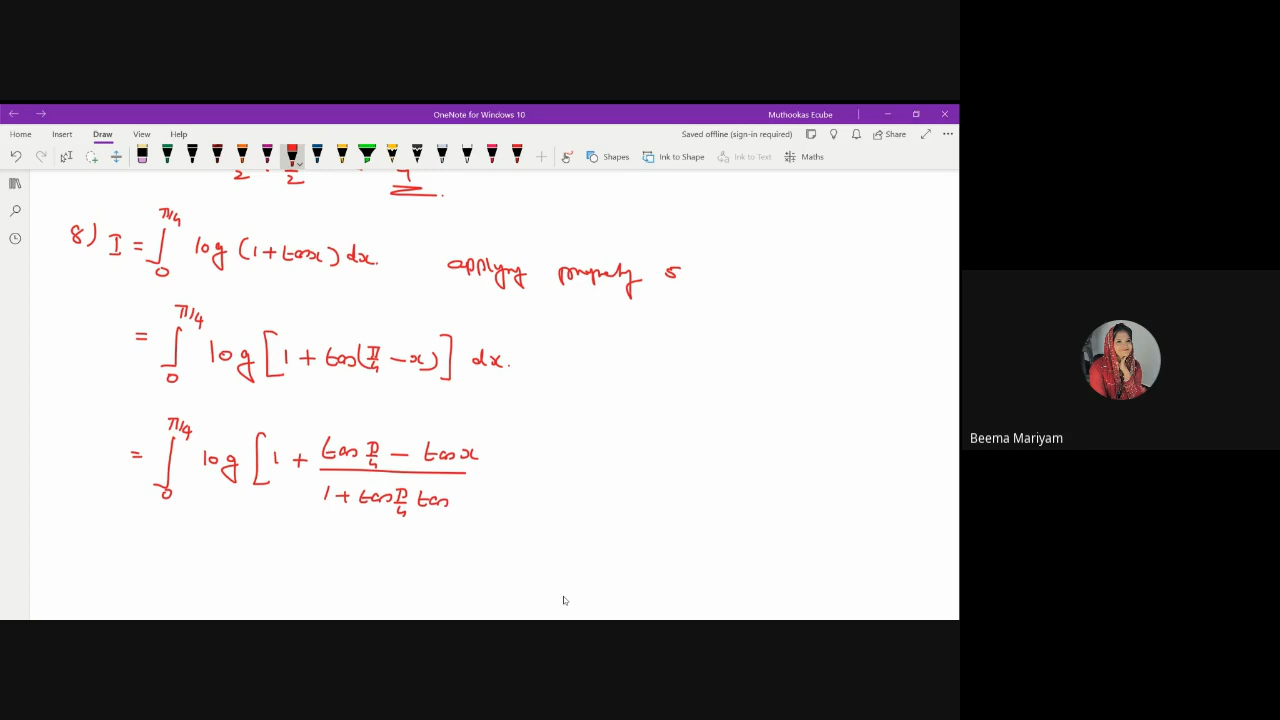 OneNote for Windows 10
Muthookas Ecube
Home Insert Draw View Help
Saved offline (sign-in required) Share
Shapes Ink to Shape Ink to Text Maths
8) I = ∫₀^{π/4} log (1 + tan x) dx. applying property 5
= ∫₀^{π/4} log [1 + tan(π/4 − x)] dx.
= ∫₀^{π/4} log [1 + (tan π/4 − tan x)/(1 + tan π/4 tan
Beema Mariyam